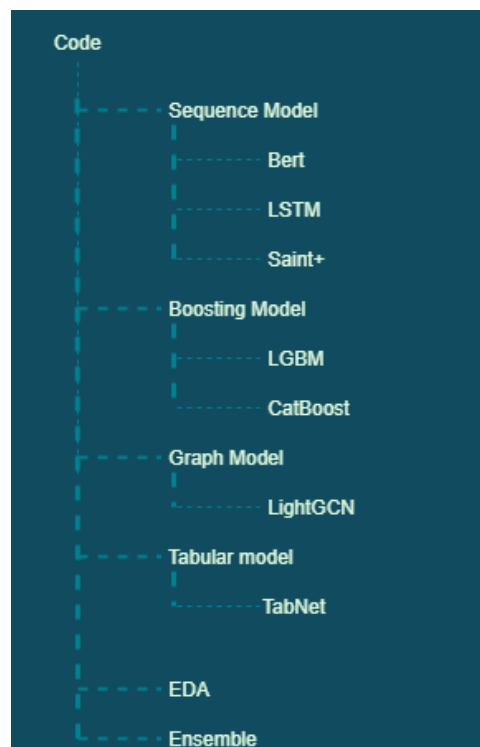 Code
Sequence Model
Bert
LSTM
Saint+
Boosting Model
LGBM
CatBoost
Graph Model
LightGCN
Tabular model
TabNet
EDA
Ensemble